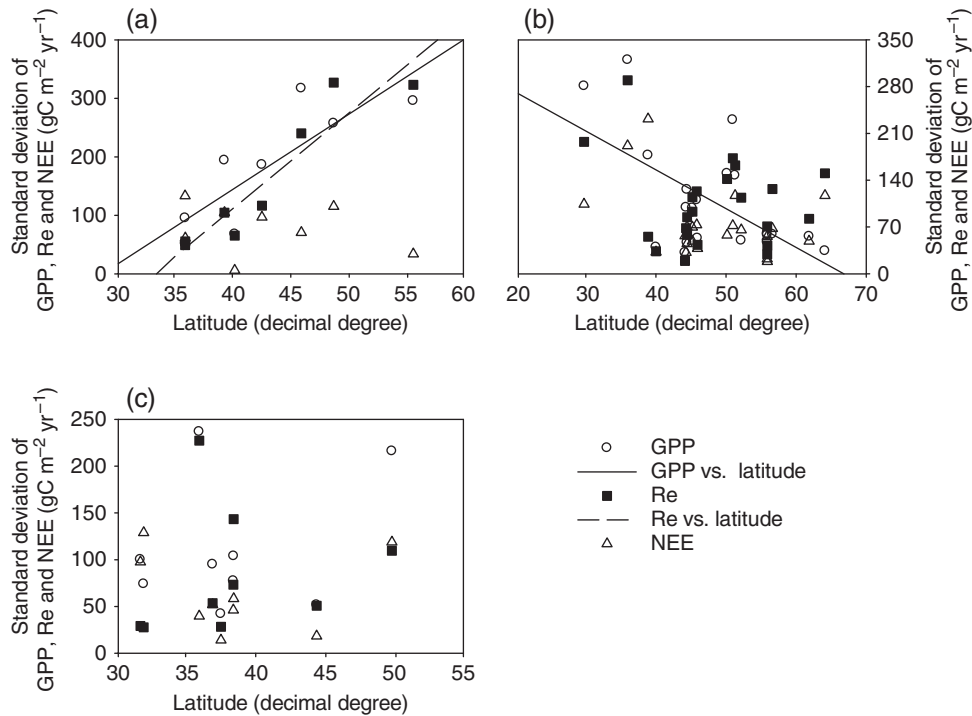 (a)
Standard deviation of
GPP, Re and NEE (gC m⁻² yr⁻¹)
400
300
200
100
0
30 35 40 45 50 55 60
Latitude (decimal degree)
(b)
350
280
210
140
70
0
20 30 40 50 60 70
Latitude (decimal degree)
Standard deviation of
GPP, Re and NEE (gC m⁻² yr⁻¹)
(c)
Standard deviation of
GPP, Re and NEE (gC m⁻² yr⁻¹)
250
200
150
100
50
0
30 35 40 45 50 55
Latitude (decimal degree)
GPP
GPP vs. latitude
Re
Re vs. latitude
NEE